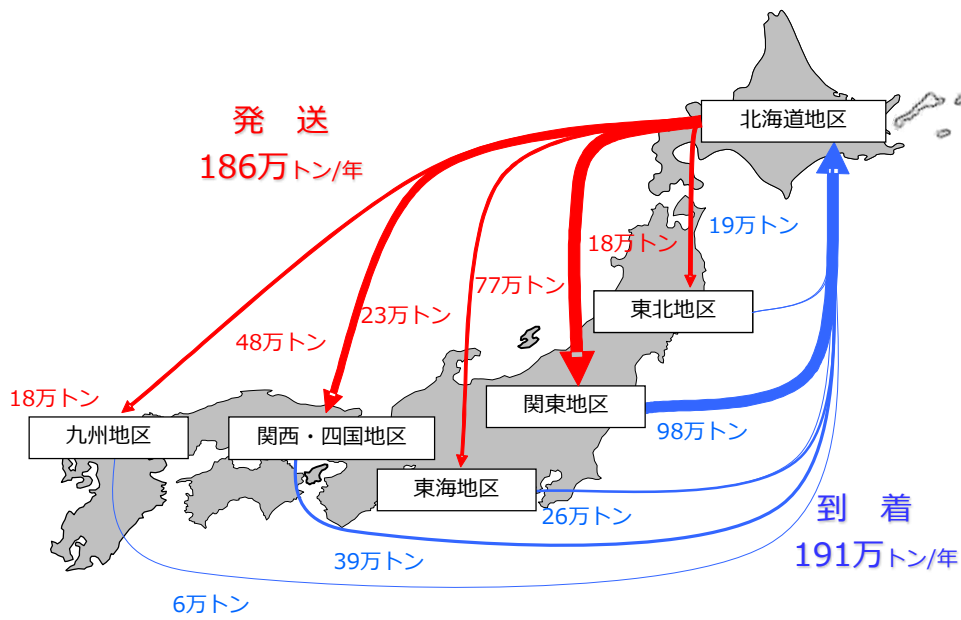 北海道地区
発 送
186万トン/年
19万トン
18万トン
77万トン
東北地区
23万トン
48万トン
18万トン
関東地区
九州地区
関西・四国地区
98万トン
東海地区
26万トン
到 着
191万トン/年
39万トン
6万トン